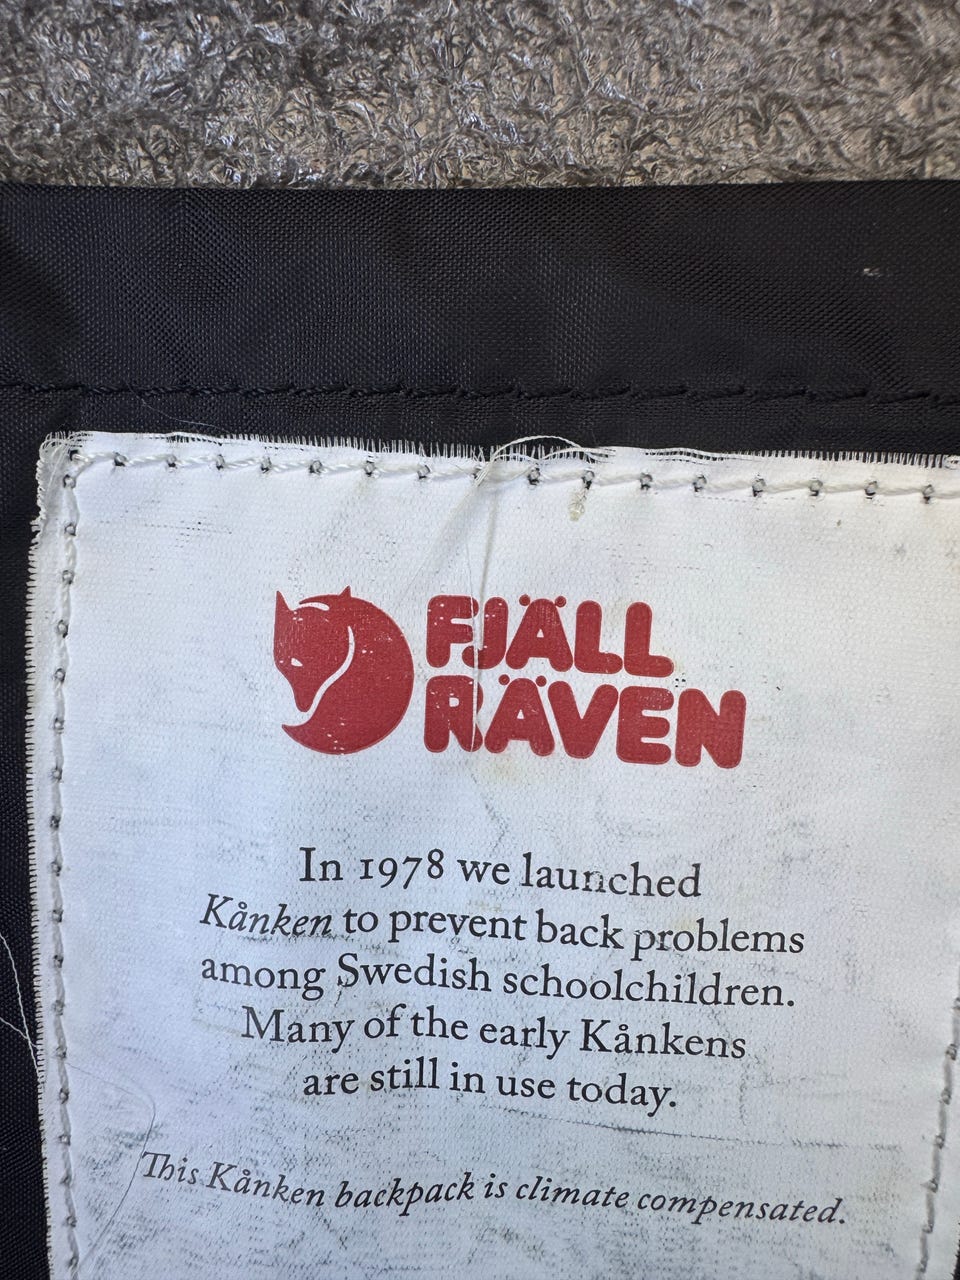 FJÄLL
RÄVEN
In 1978 we launched
Kånken to prevent back problems
among Swedish schoolchildren.
Many of the early Kånkens
are still in use today.
This Kånken backpack is climate compensated.